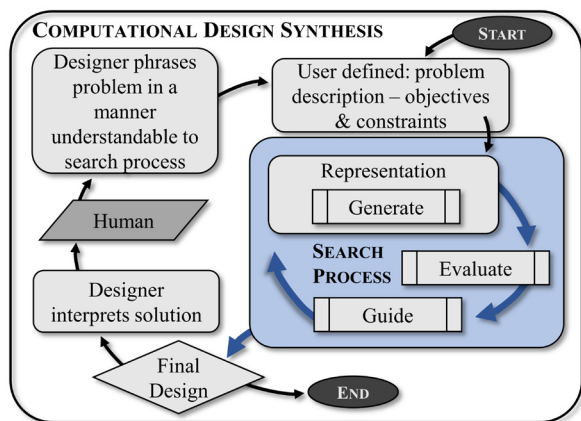 COMPUTATIONAL DESIGN SYNTHESIS
START
Designer phrases
problem in a
manner
understandable to
search process
User defined: problem
description – objectives
& constraints
Representation
Generate
Human
SEARCH
PROCESS
Evaluate
Guide
Designer
interprets solution
Final
Design
END